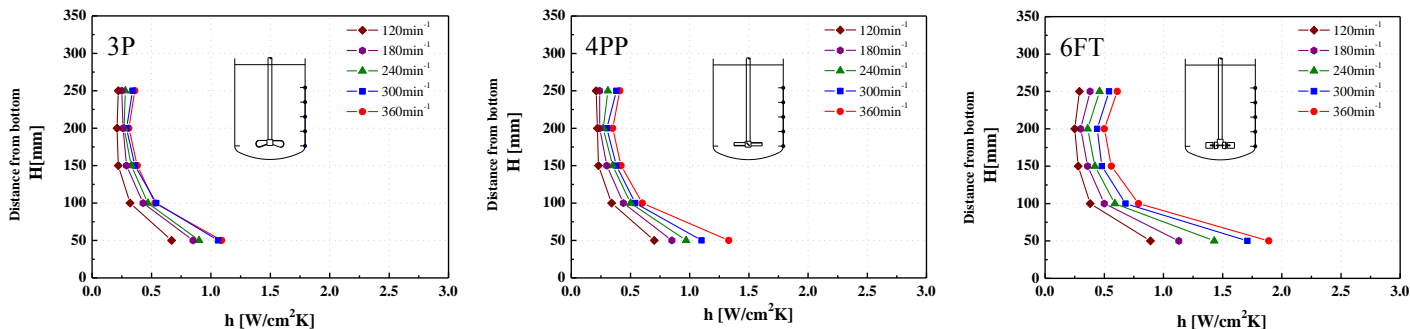 3P
120min-1
180min-1
240min-1
300min-1
360min-1
350
300
250
200
150
100
50
0
Distance from bottom
H[mm]
0.0 0.5 1.0 1.5 2.0 2.5 3.0
h [W/cm2K]
4PP
120min-1
180min-1
240min-1
300min-1
360min-1
350
300
250
200
150
100
50
0
Distance from bottom
H [mm]
0.0 0.5 1.0 1.5 2.0 2.5 3.0
h [W/cm2K]
6FT
120min-1
180min-1
240min-1
300min-1
360min-1
350
300
250
200
150
100
50
0
Distance from bottom
H[mm]
0.0 0.5 1.0 1.5 2.0 2.5 3.0
h [W/cm2K]